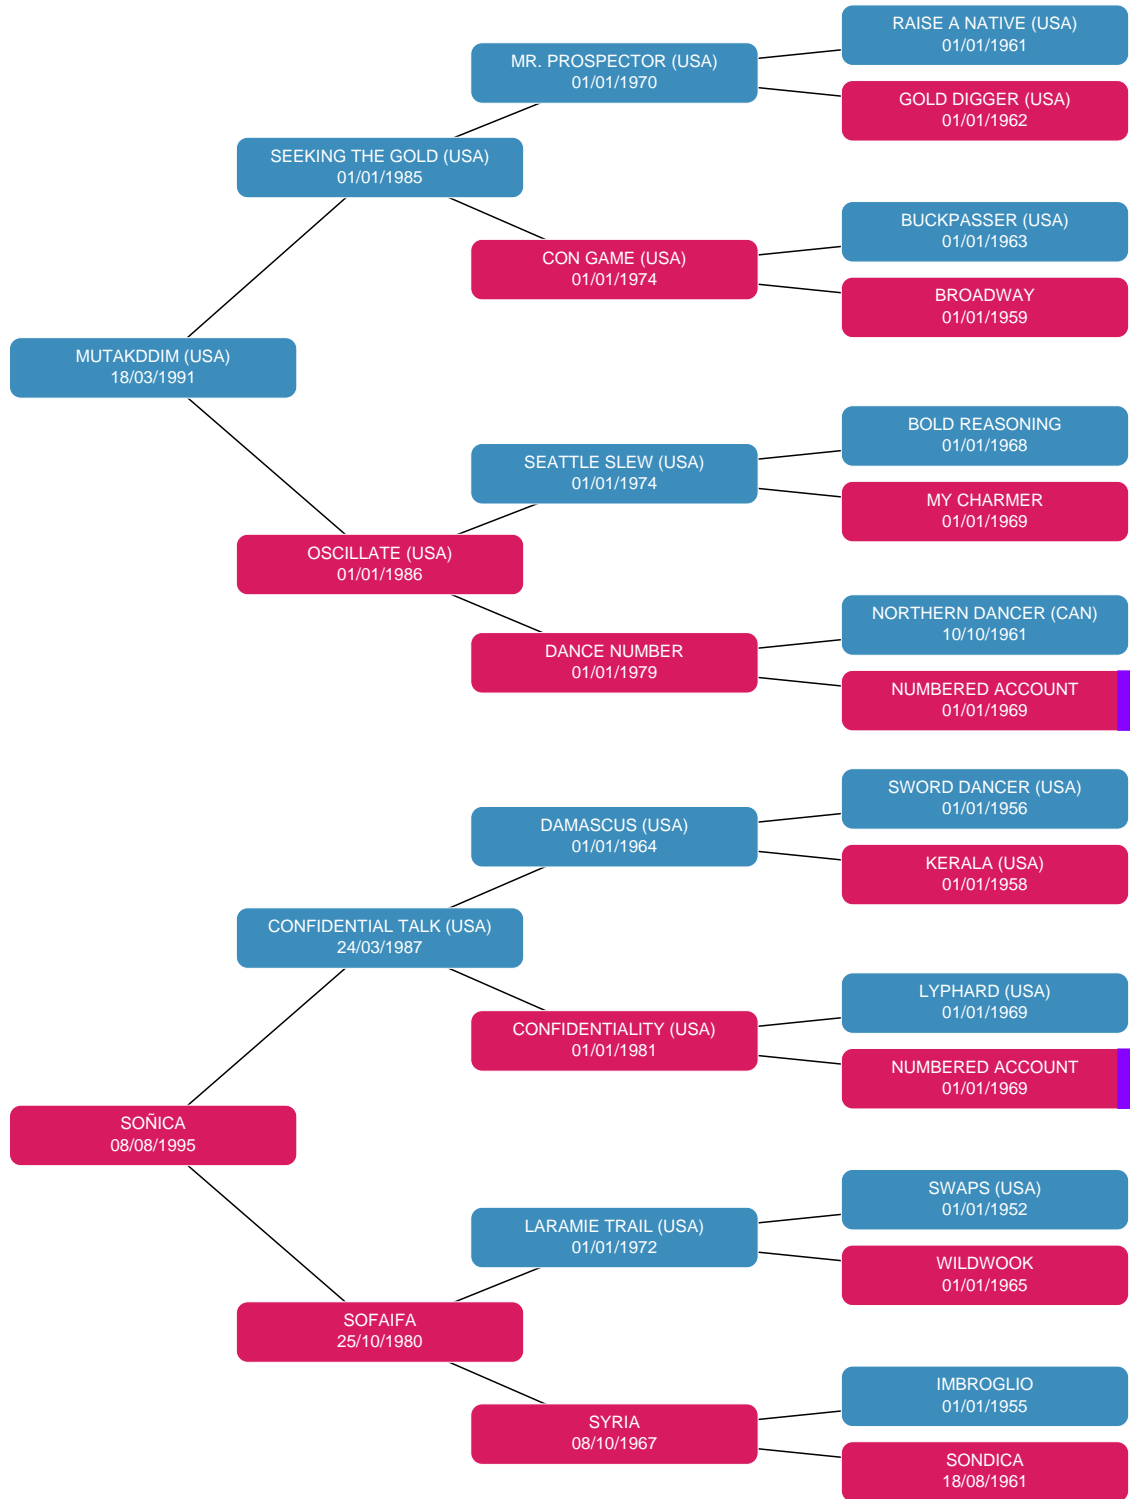 RAISE A NATIVE (USA)
01/01/1961
MR. PROSPECTOR (USA)
01/01/1970
GOLD DIGGER (USA)
01/01/1962
SEEKING THE GOLD (USA)
01/01/1985
BUCKPASSER (USA)
01/01/1963
CON GAME (USA)
01/01/1974
BROADWAY
01/01/1959
MUTAKDDIM (USA)
18/03/1991
BOLD REASONING
01/01/1968
SEATTLE SLEW (USA)
01/01/1974
MY CHARMER
01/01/1969
OSCILLATE (USA)
01/01/1986
NORTHERN DANCER (CAN)
10/10/1961
DANCE NUMBER
01/01/1979
NUMBERED ACCOUNT
01/01/1969
SWORD DANCER (USA)
01/01/1956
DAMASCUS (USA)
01/01/1964
KERALA (USA)
01/01/1958
CONFIDENTIAL TALK (USA)
24/03/1987
LYPHARD (USA)
01/01/1969
CONFIDENTIALITY (USA)
01/01/1981
NUMBERED ACCOUNT
01/01/1969
SOÑICA
08/08/1995
SWAPS (USA)
01/01/1952
LARAMIE TRAIL (USA)
01/01/1972
WILDWOOK
01/01/1965
SOFAIFA
25/10/1980
IMBROGLIO
01/01/1955
SYRIA
08/10/1967
SONDICA
18/08/1961